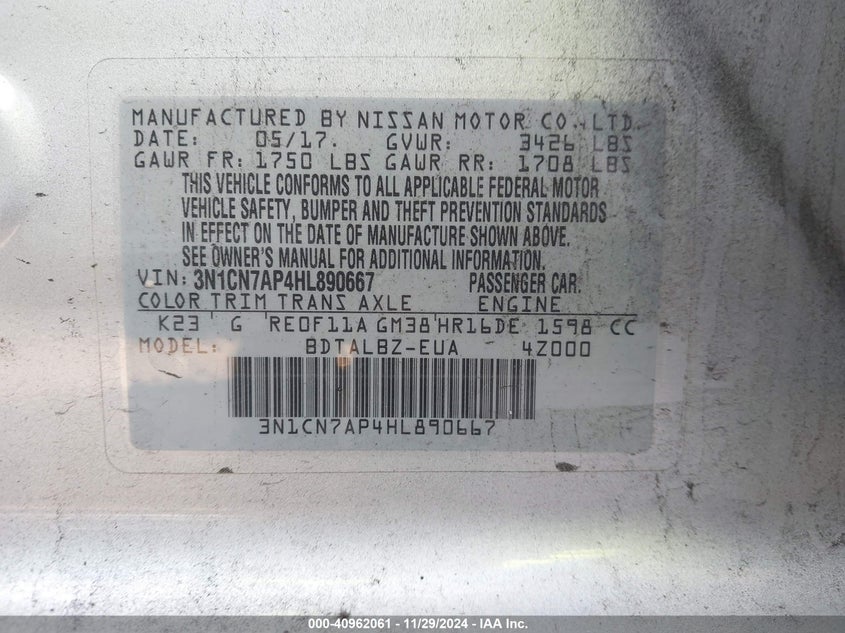 MANUFACTURED BY NISSAN MOTOR CO., LTD.
DATE: 05/17. GVWR: 3426 LBS
GAWR FR: 1750 LBS GAWR RR: 1708 LBS
THIS VEHICLE CONFORMS TO ALL APPLICABLE FEDERAL MOTOR
VEHICLE SAFETY, BUMPER AND THEFT PREVENTION STANDARDS
IN EFFECT ON THE DATE OF MANUFACTURE SHOWN ABOVE.
SEE OWNER'S MANUAL FOR ADDITIONAL INFORMATION.
VIN: 3N1CN7AP4HL890667 PASSENGER CAR.
COLOR TRIM TRANS AXLE ENGINE
K23 G RE0F11A GM38 HR16DE 1598 CC
MODEL: BDTALBZ-EUA 4Z000
3N1CN7AP4HL890667
000-40962061 - 11/29/2024 - IAA Inc.